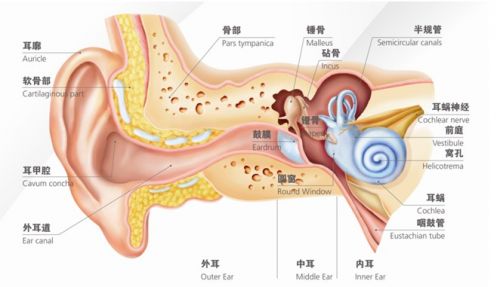 骨部
Pars tympanica
锤骨
Malleus
砧骨
Incus
半规管
Semicircular canals
耳廓
Auricle
软骨部
Cartilaginous part
耳蜗神经
Cochlear nerve
前庭
Vestibule
窝孔
Helicotrema
鼓膜
Eardrum
锤骨
耳甲腔
Cavum concha
圆窗
Round Window
耳蜗
Cochlea
咽鼓管
Eustachian tube
外耳道
Ear canal
外耳
Outer Ear
中耳
Middle Ear
内耳
Inner Ear